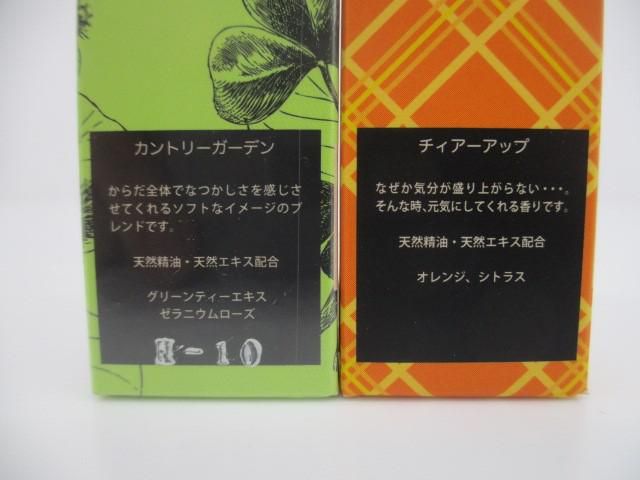 カントリーガーデン
からだ全体でなつかしさを感じさ
せてくれるソフトなイメージのブ
レンドです。
天然精油・天然エキス配合
グリーンティーエキス
ゼラニウムローズ
H-10
チィアーアップ
なぜか気分が盛り上がらない・・・。
そんな時、元気にしてくれる香りです。
天然精油・天然エキス配合
オレンジ、シトラス